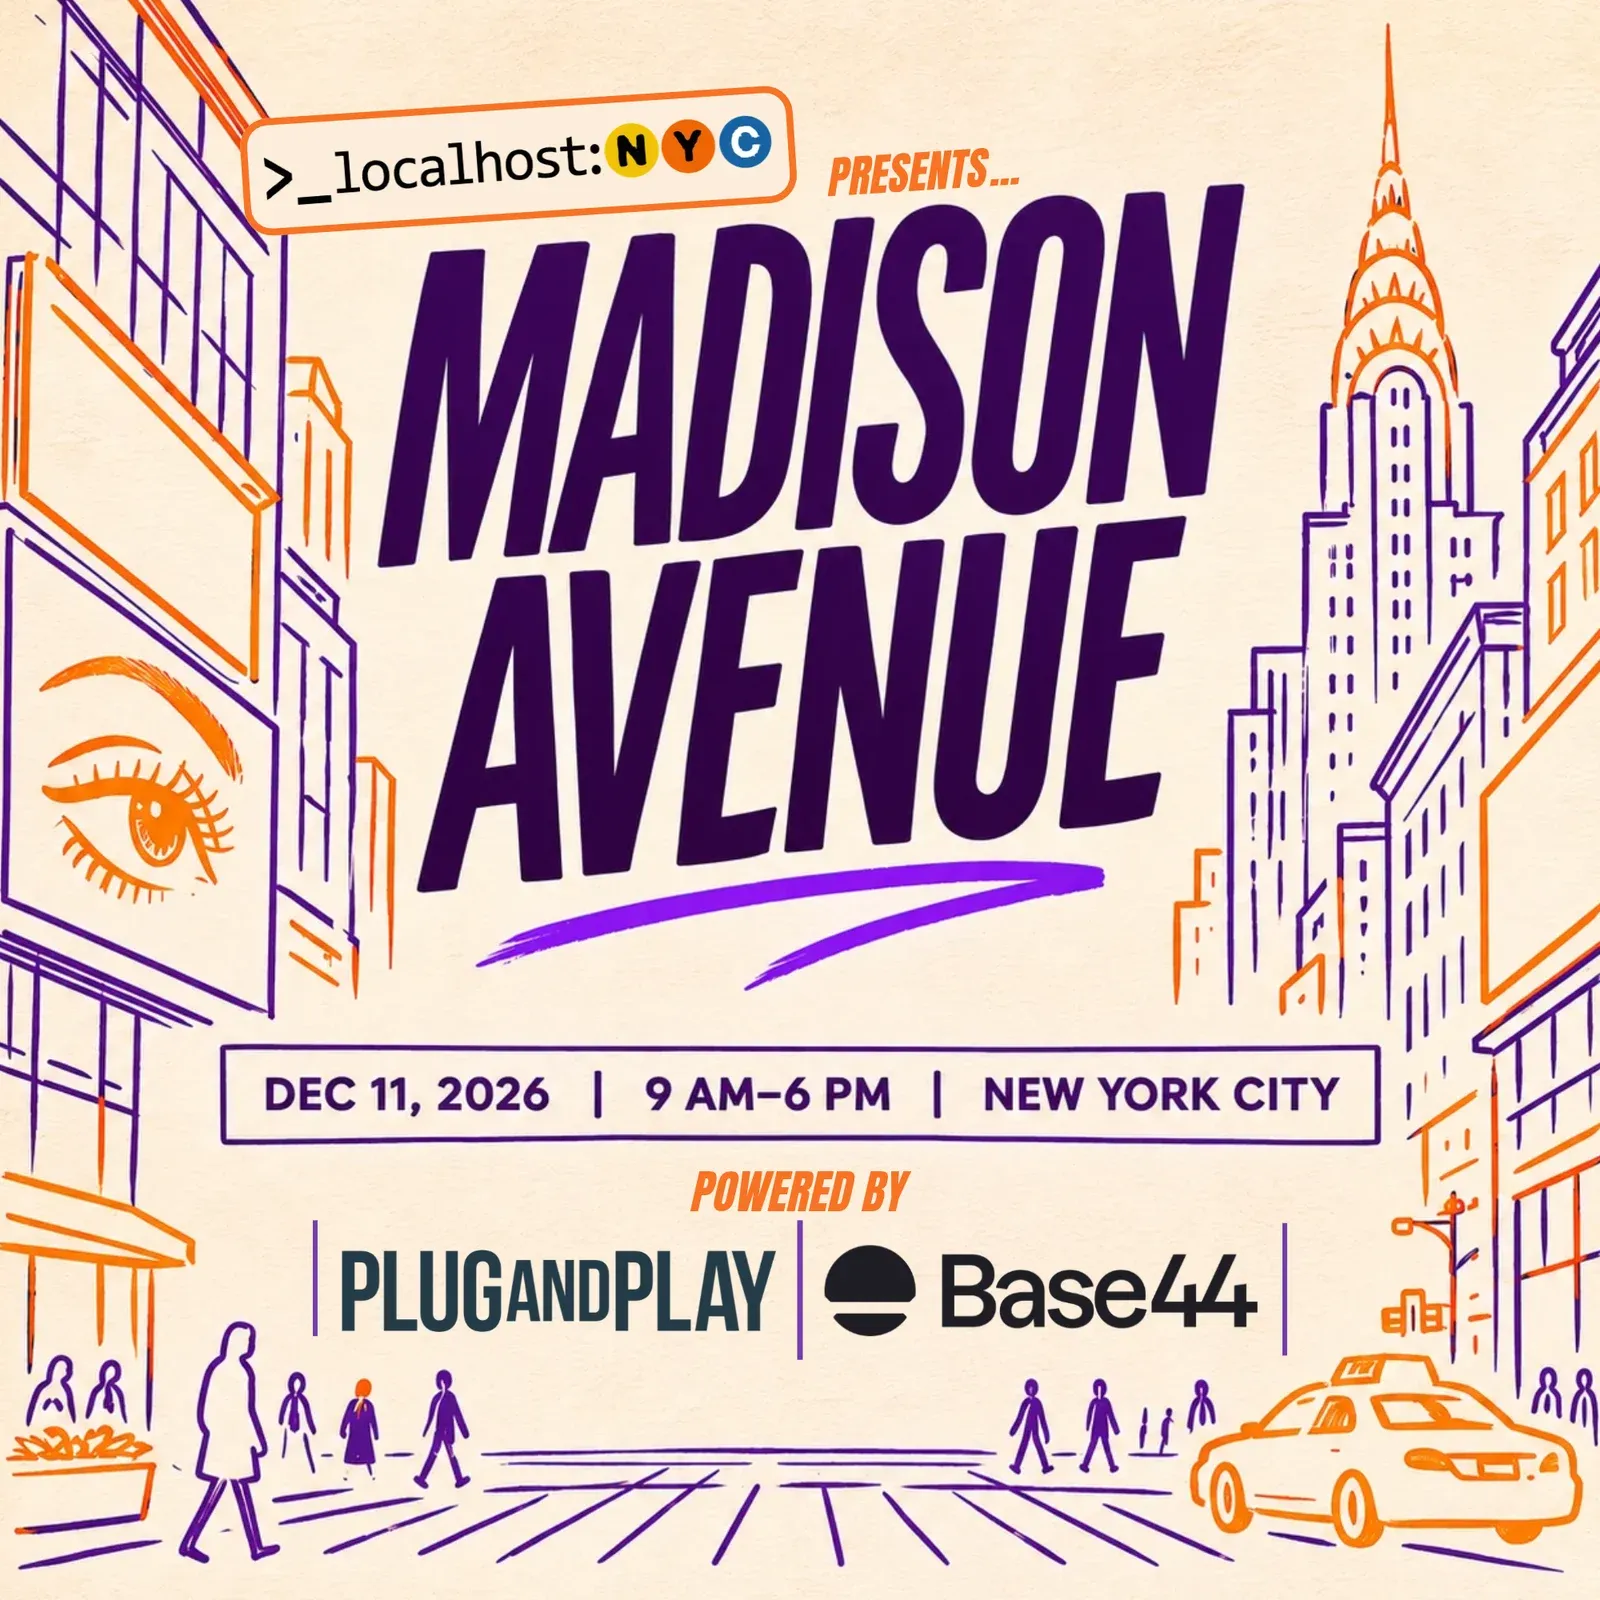 >_localhost:NYC
PRESENTS...
MADISON
AVENUE
DEC 11, 2026 | 9 AM–6 PM | NEW YORK CITY
POWERED BY
PLUGANDPLAY
Base44